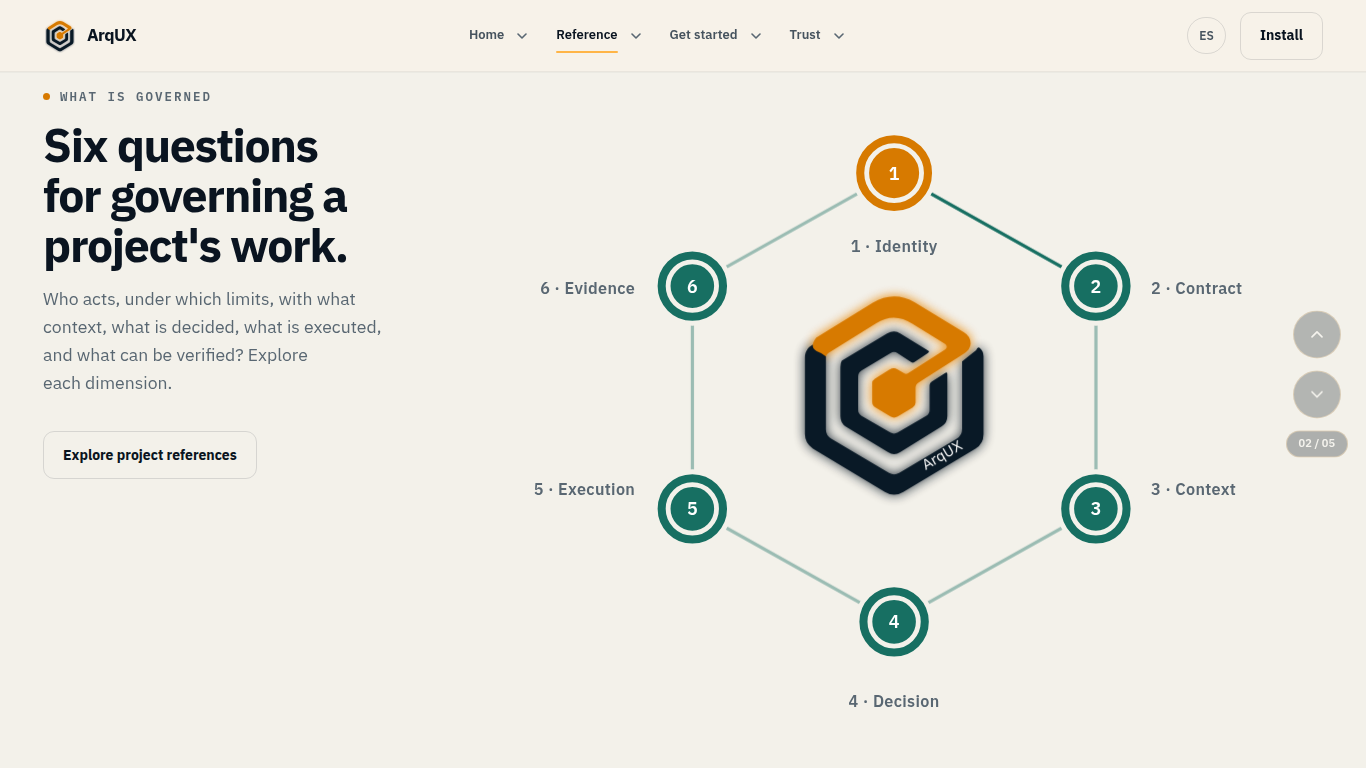 ArqUX
Home
Reference
Get started
Trust
ES
Install
WHAT IS GOVERNED
Six questions
for governing a
project's work.
Who acts, under which limits, with what
context, what is decided, what is executed,
and what can be verified? Explore
each dimension.
Explore project references
1
1 · Identity
6 · Evidence
6
2
2 · Contract
ArqUX
02 / 05
5 · Execution
5
3
3 · Context
4
4 · Decision